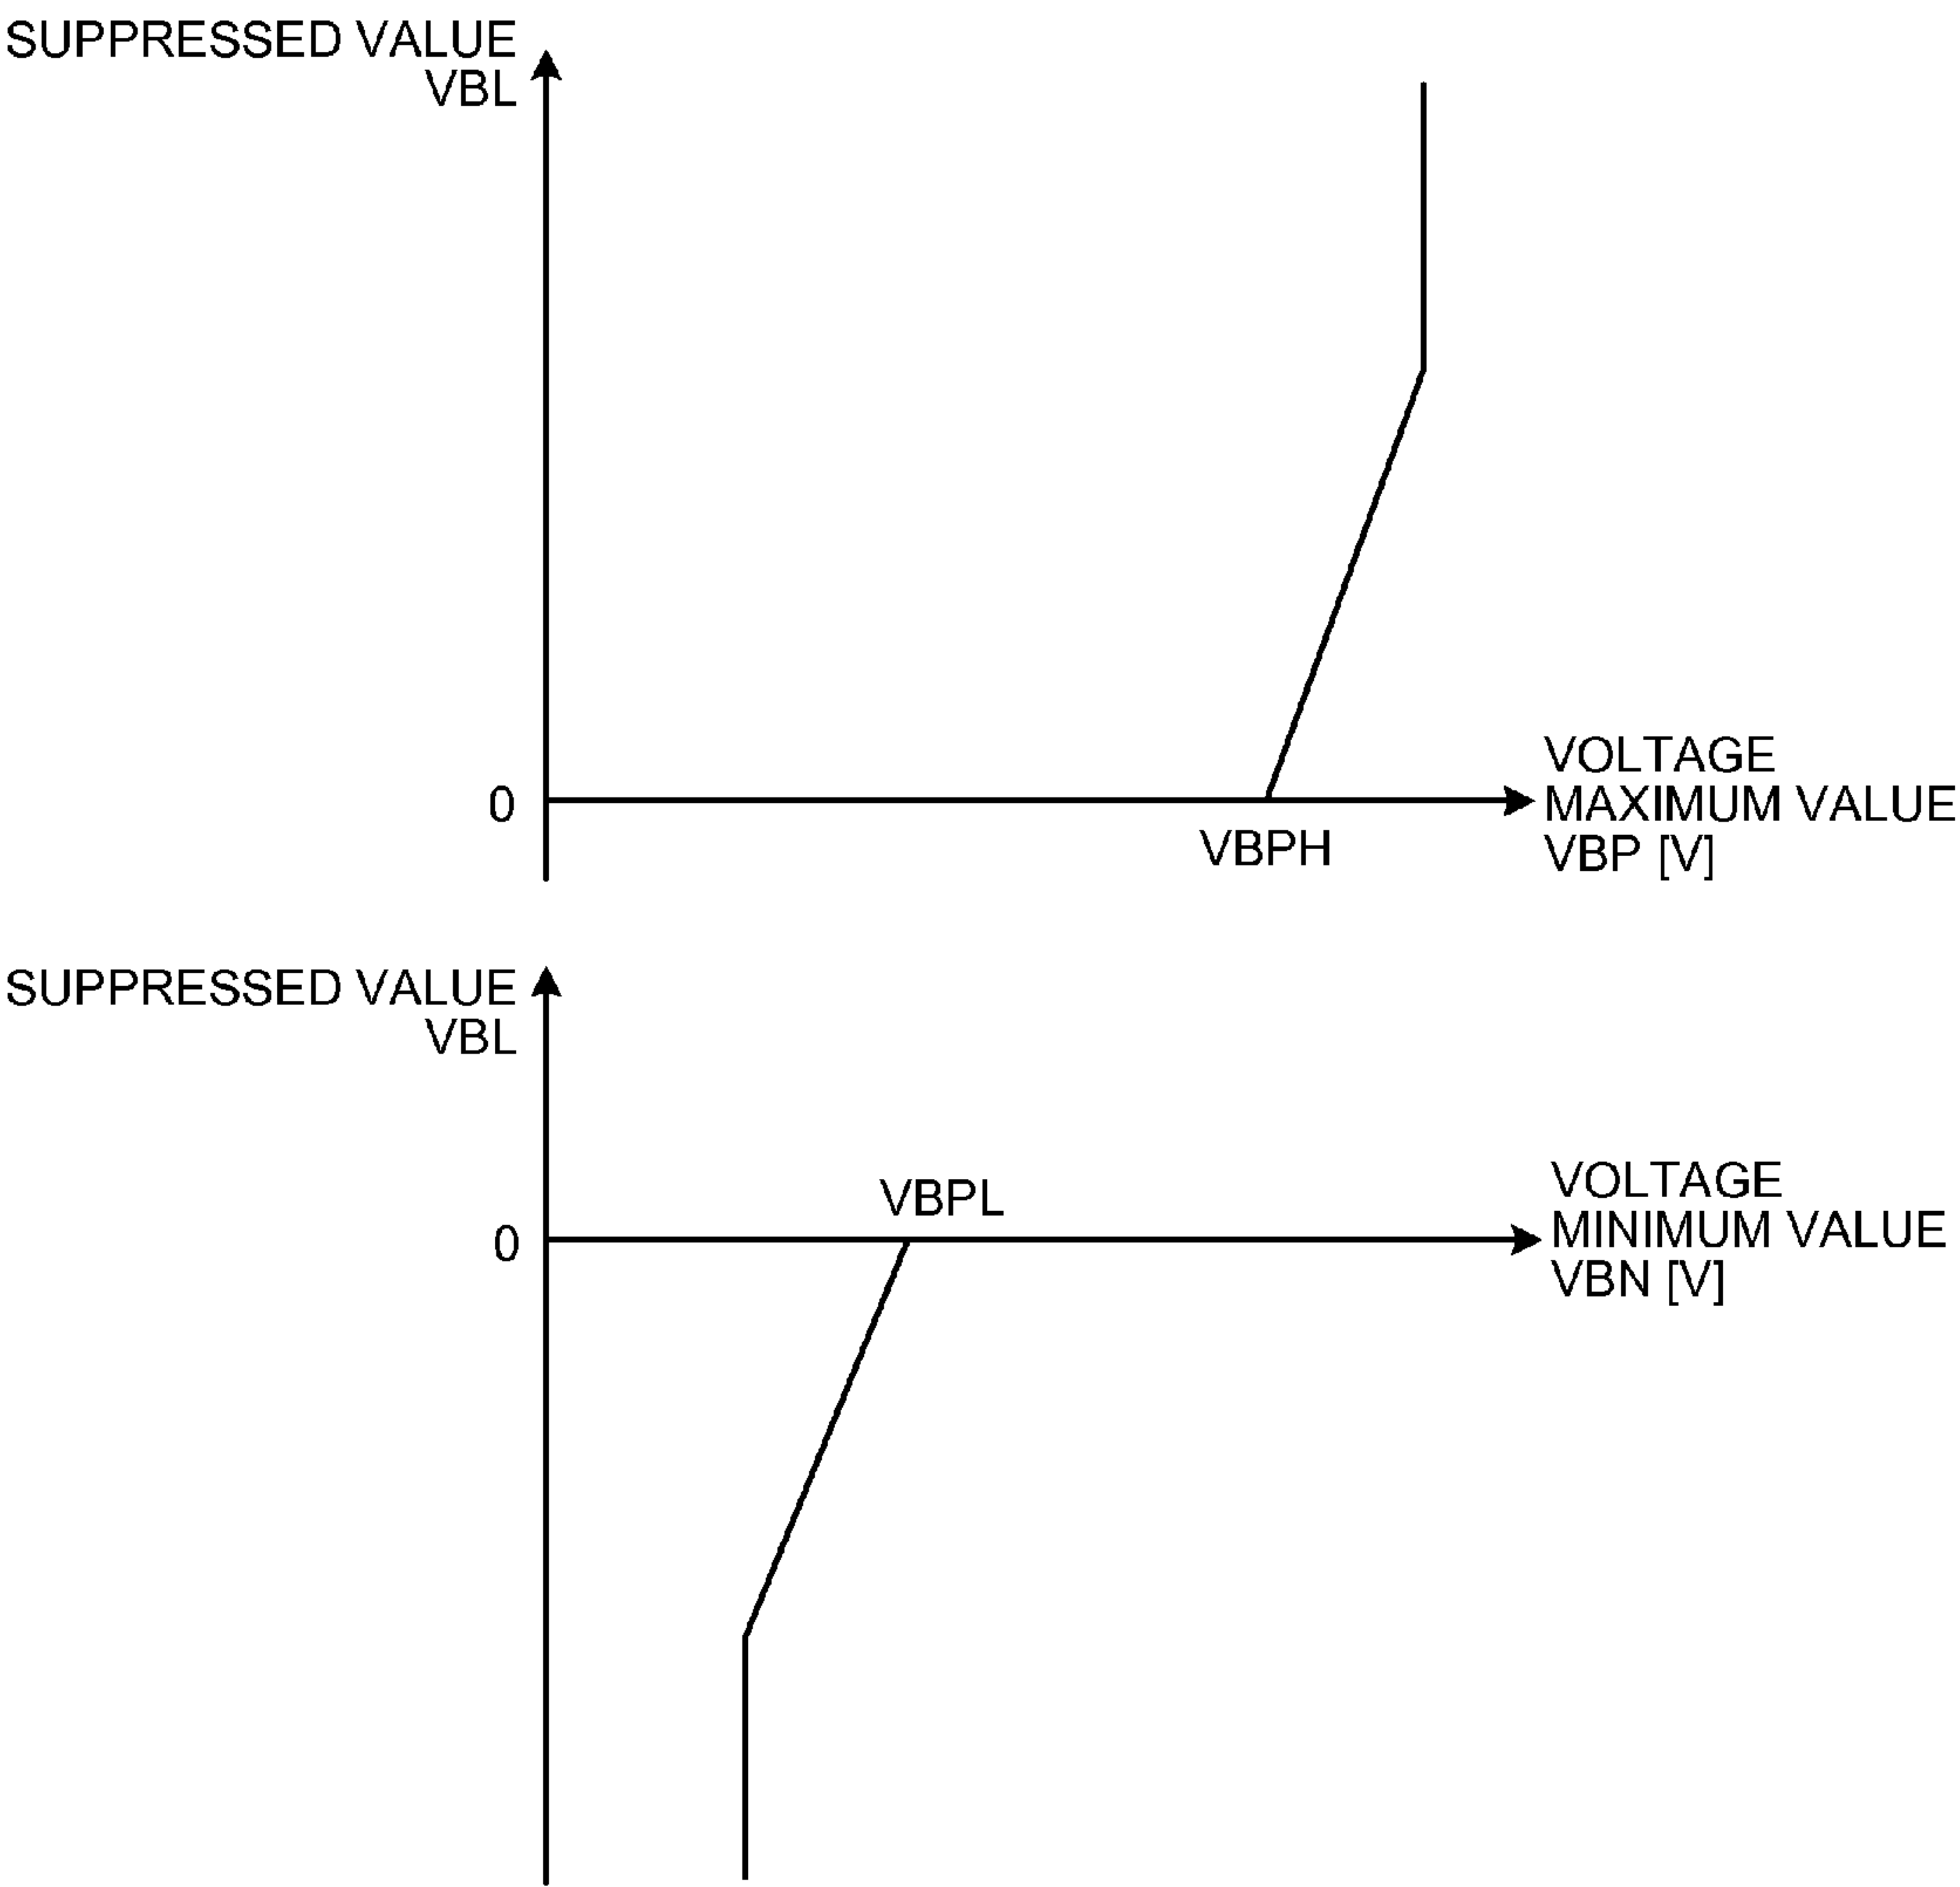 SUPPRESSED VALUE
VBL
0
VBPH
VOLTAGE
MAXIMUM VALUE
VBP [V]
SUPPRESSED VALUE
VBL
VBPL
0
VOLTAGE
MINIMUM VALUE
VBN [V]